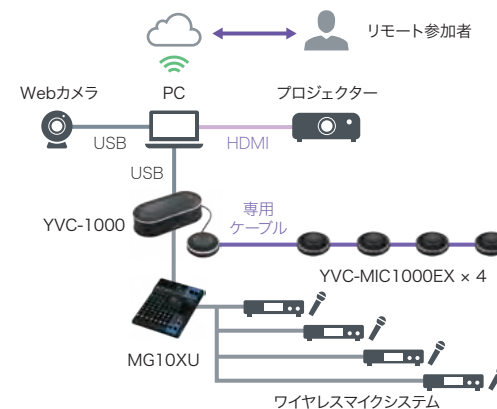 リモート参加者
Webカメラ
PC
プロジェクター
USB
HDMI
USB
専用
ケーブル
YVC-1000
YVC-MIC1000EX × 4
MG10XU
ワイヤレスマイクシステム